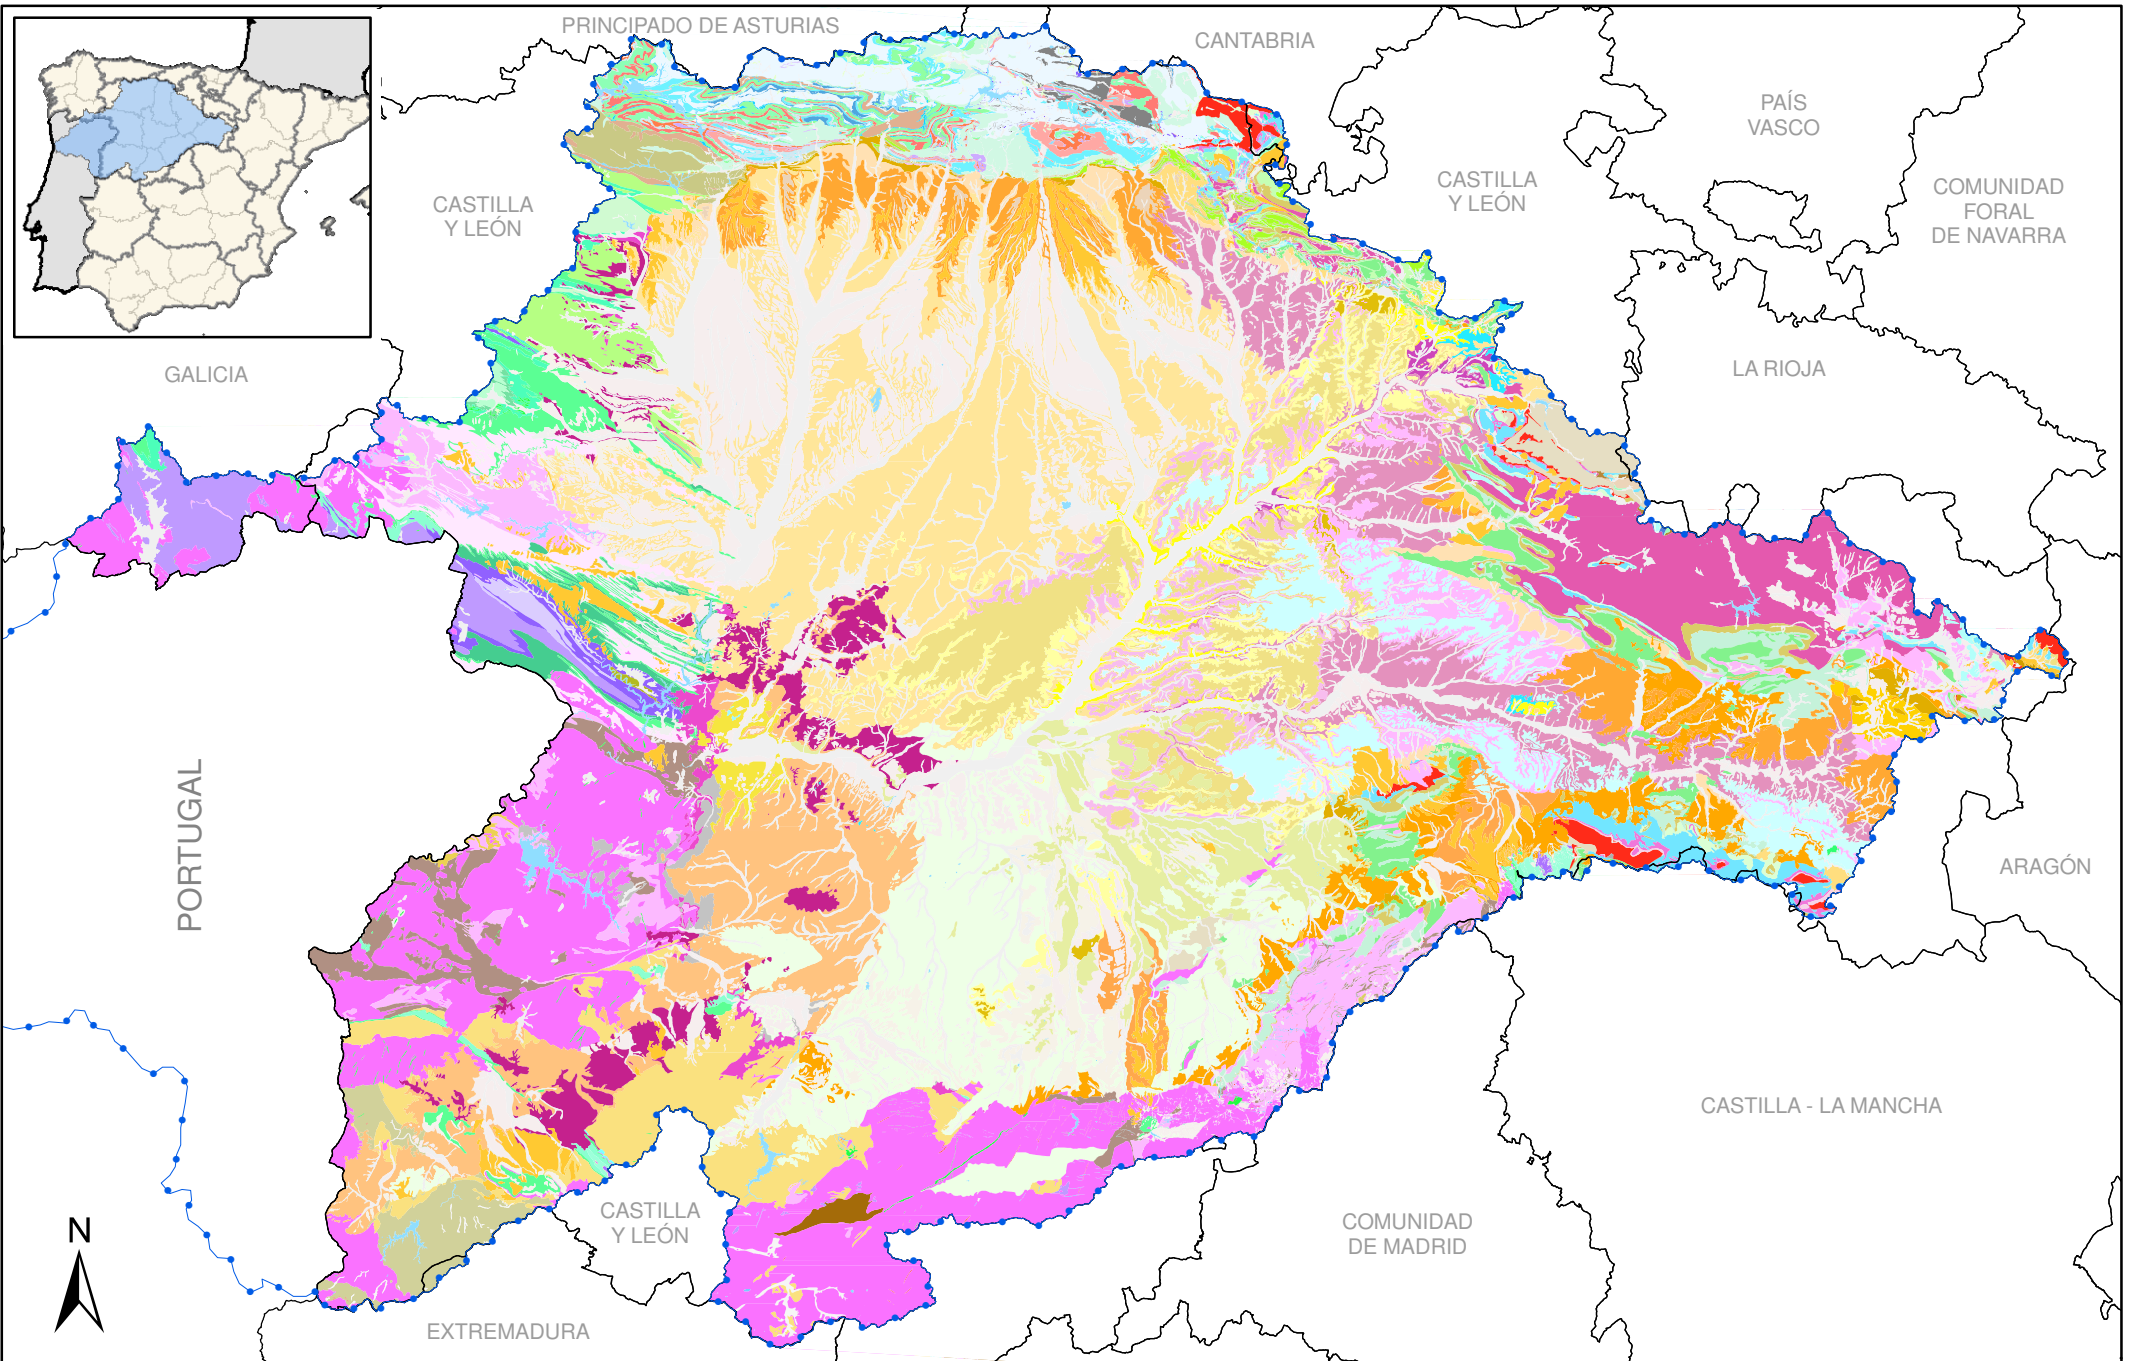 PRINCIPADO DE ASTURIAS
CANTABRIA
PAÍS
VASCO
CASTILLA
Y LEÓN
COMUNIDAD
FORAL
DE NAVARRA
CASTILLA
Y LEÓN
GALICIA
LA RIOJA
PORTUGAL
ARAGÓN
CASTILLA - LA MANCHA
CASTILLA
Y LEÓN
COMUNIDAD
DE MADRID
N
EXTREMADURA